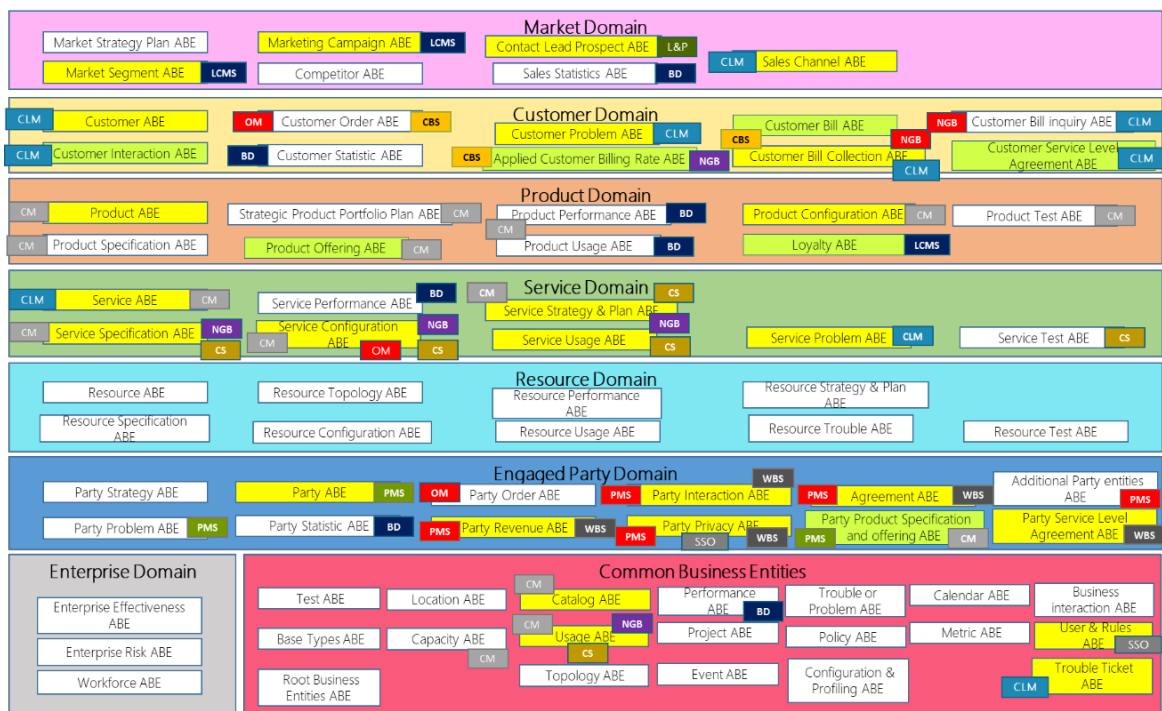 Market Domain
Market Strategy Plan ABE
Marketing Campaign ABE LCMS
Contact Lead Prospect ABE L&P
CLM Sales Channel ABE
Market Segment ABE LCMS
Competitor ABE
Sales Statistics ABE BD
Customer Domain
CLM Customer ABE
OM Customer Order ABE CBS
Customer Problem ABE CLM
Customer Bill ABE
CBS
NGB
NGB Customer Bill inquiry ABE CLM
CLM Customer Interaction ABE
BD Customer Statistic ABE
CBS Applied Customer Billing Rate ABE NGB
Customer Bill Collection ABE
CLM
Customer Service Level
Agreement ABE CLM
Product Domain
CM Product ABE
Strategic Product Portfolio Plan ABE CM
Product Performance ABE BD
Product Configuration ABE CM
Product Test ABE CM
CM Product Specification ABE
Product Offering ABE CM
CM
Product Usage ABE BD
Loyalty ABE LCMS
Service Domain
CLM Service ABE CM
Service Performance ABE BD
CM CS
Service Strategy & Plan ABE
CM Service Specification ABE NGB
CS
Service Configuration
ABE NGB
CM OM CS
Service Usage ABE NGB
CS
Service Problem ABE CLM
Service Test ABE CS
Resource Domain
Resource ABE
Resource Topology ABE
Resource Performance
ABE
Resource Strategy & Plan
ABE
Resource Specification
ABE
Resource Configuration ABE
Resource Usage ABE
Resource Trouble ABE
Resource Test ABE
Engaged Party Domain
Party Strategy ABE
Party ABE PMS
OM Party Order ABE
WBS
PMS Party Interaction ABE
PMS Agreement ABE WBS
Additional Party entities
ABE PMS
Party Problem ABE PMS
Party Statistic ABE BD
PMS Party Revenue ABE WBS
Party Privacy ABE
PMS SSO WBS
Party Product Specification
and offering ABE
PMS CM
Party Service Level
Agreement ABE WBS
Enterprise Domain
Enterprise Effectiveness
ABE
Enterprise Risk ABE
Workforce ABE
Common Business Entities
Test ABE
Location ABE
CM
Catalog ABE
Performance
ABE BD
Trouble or
Problem ABE
Calendar ABE
Business
interaction ABE
Base Types ABE
Capacity ABE
CM
CM NGB
Usage ABE
CS
Project ABE
Policy ABE
Metric ABE
User & Rules
ABE SSO
Root Business
Entities ABE
Topology ABE
Event ABE
Configuration &
Profiling ABE
Trouble Ticket
ABE
CLM